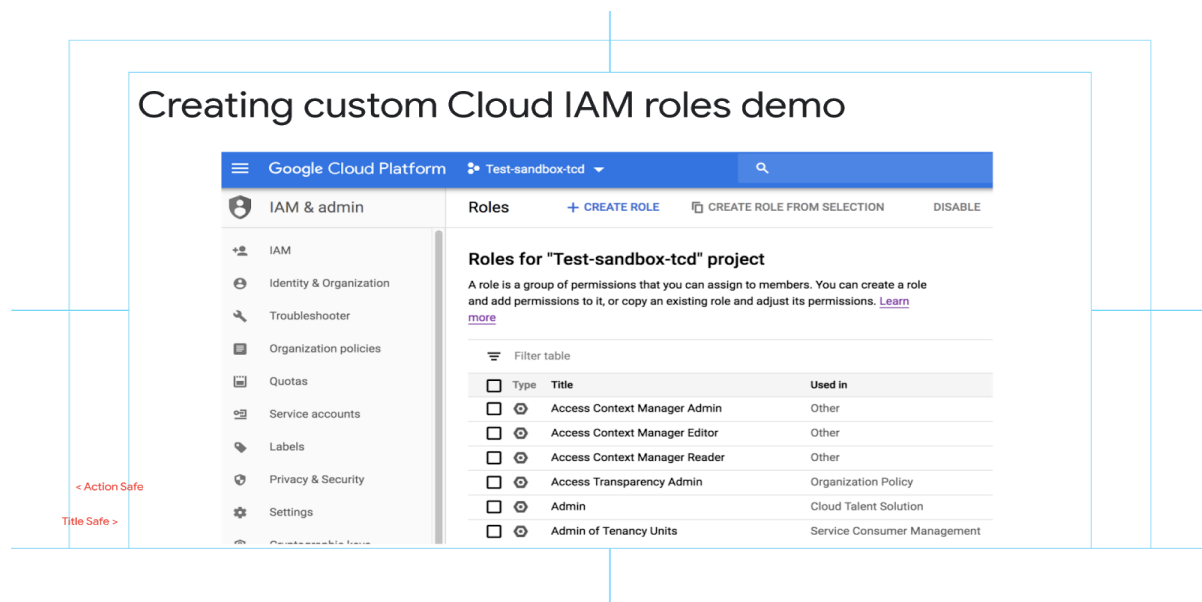 Creating custom Cloud IAM roles demo
Google Cloud Platform Test-sandbox-tcd
IAM & admin
Roles + CREATE ROLE CREATE ROLE FROM SELECTION DISABLE
IAM
Identity & Organization
Troubleshooter
Organization policies
Quotas
Service accounts
Labels
Privacy & Security
Settings
Cryptographic keys
Roles for "Test-sandbox-tcd" project
A role is a group of permissions that you can assign to members. You can create a role
and add permissions to it, or copy an existing role and adjust its permissions. Learn
more
Filter table
Type Title Used in
Access Context Manager Admin Other
Access Context Manager Editor Other
Access Context Manager Reader Other
Access Transparency Admin Organization Policy
Admin Cloud Talent Solution
Admin of Tenancy Units Service Consumer Management
< Action Safe
Title Safe >